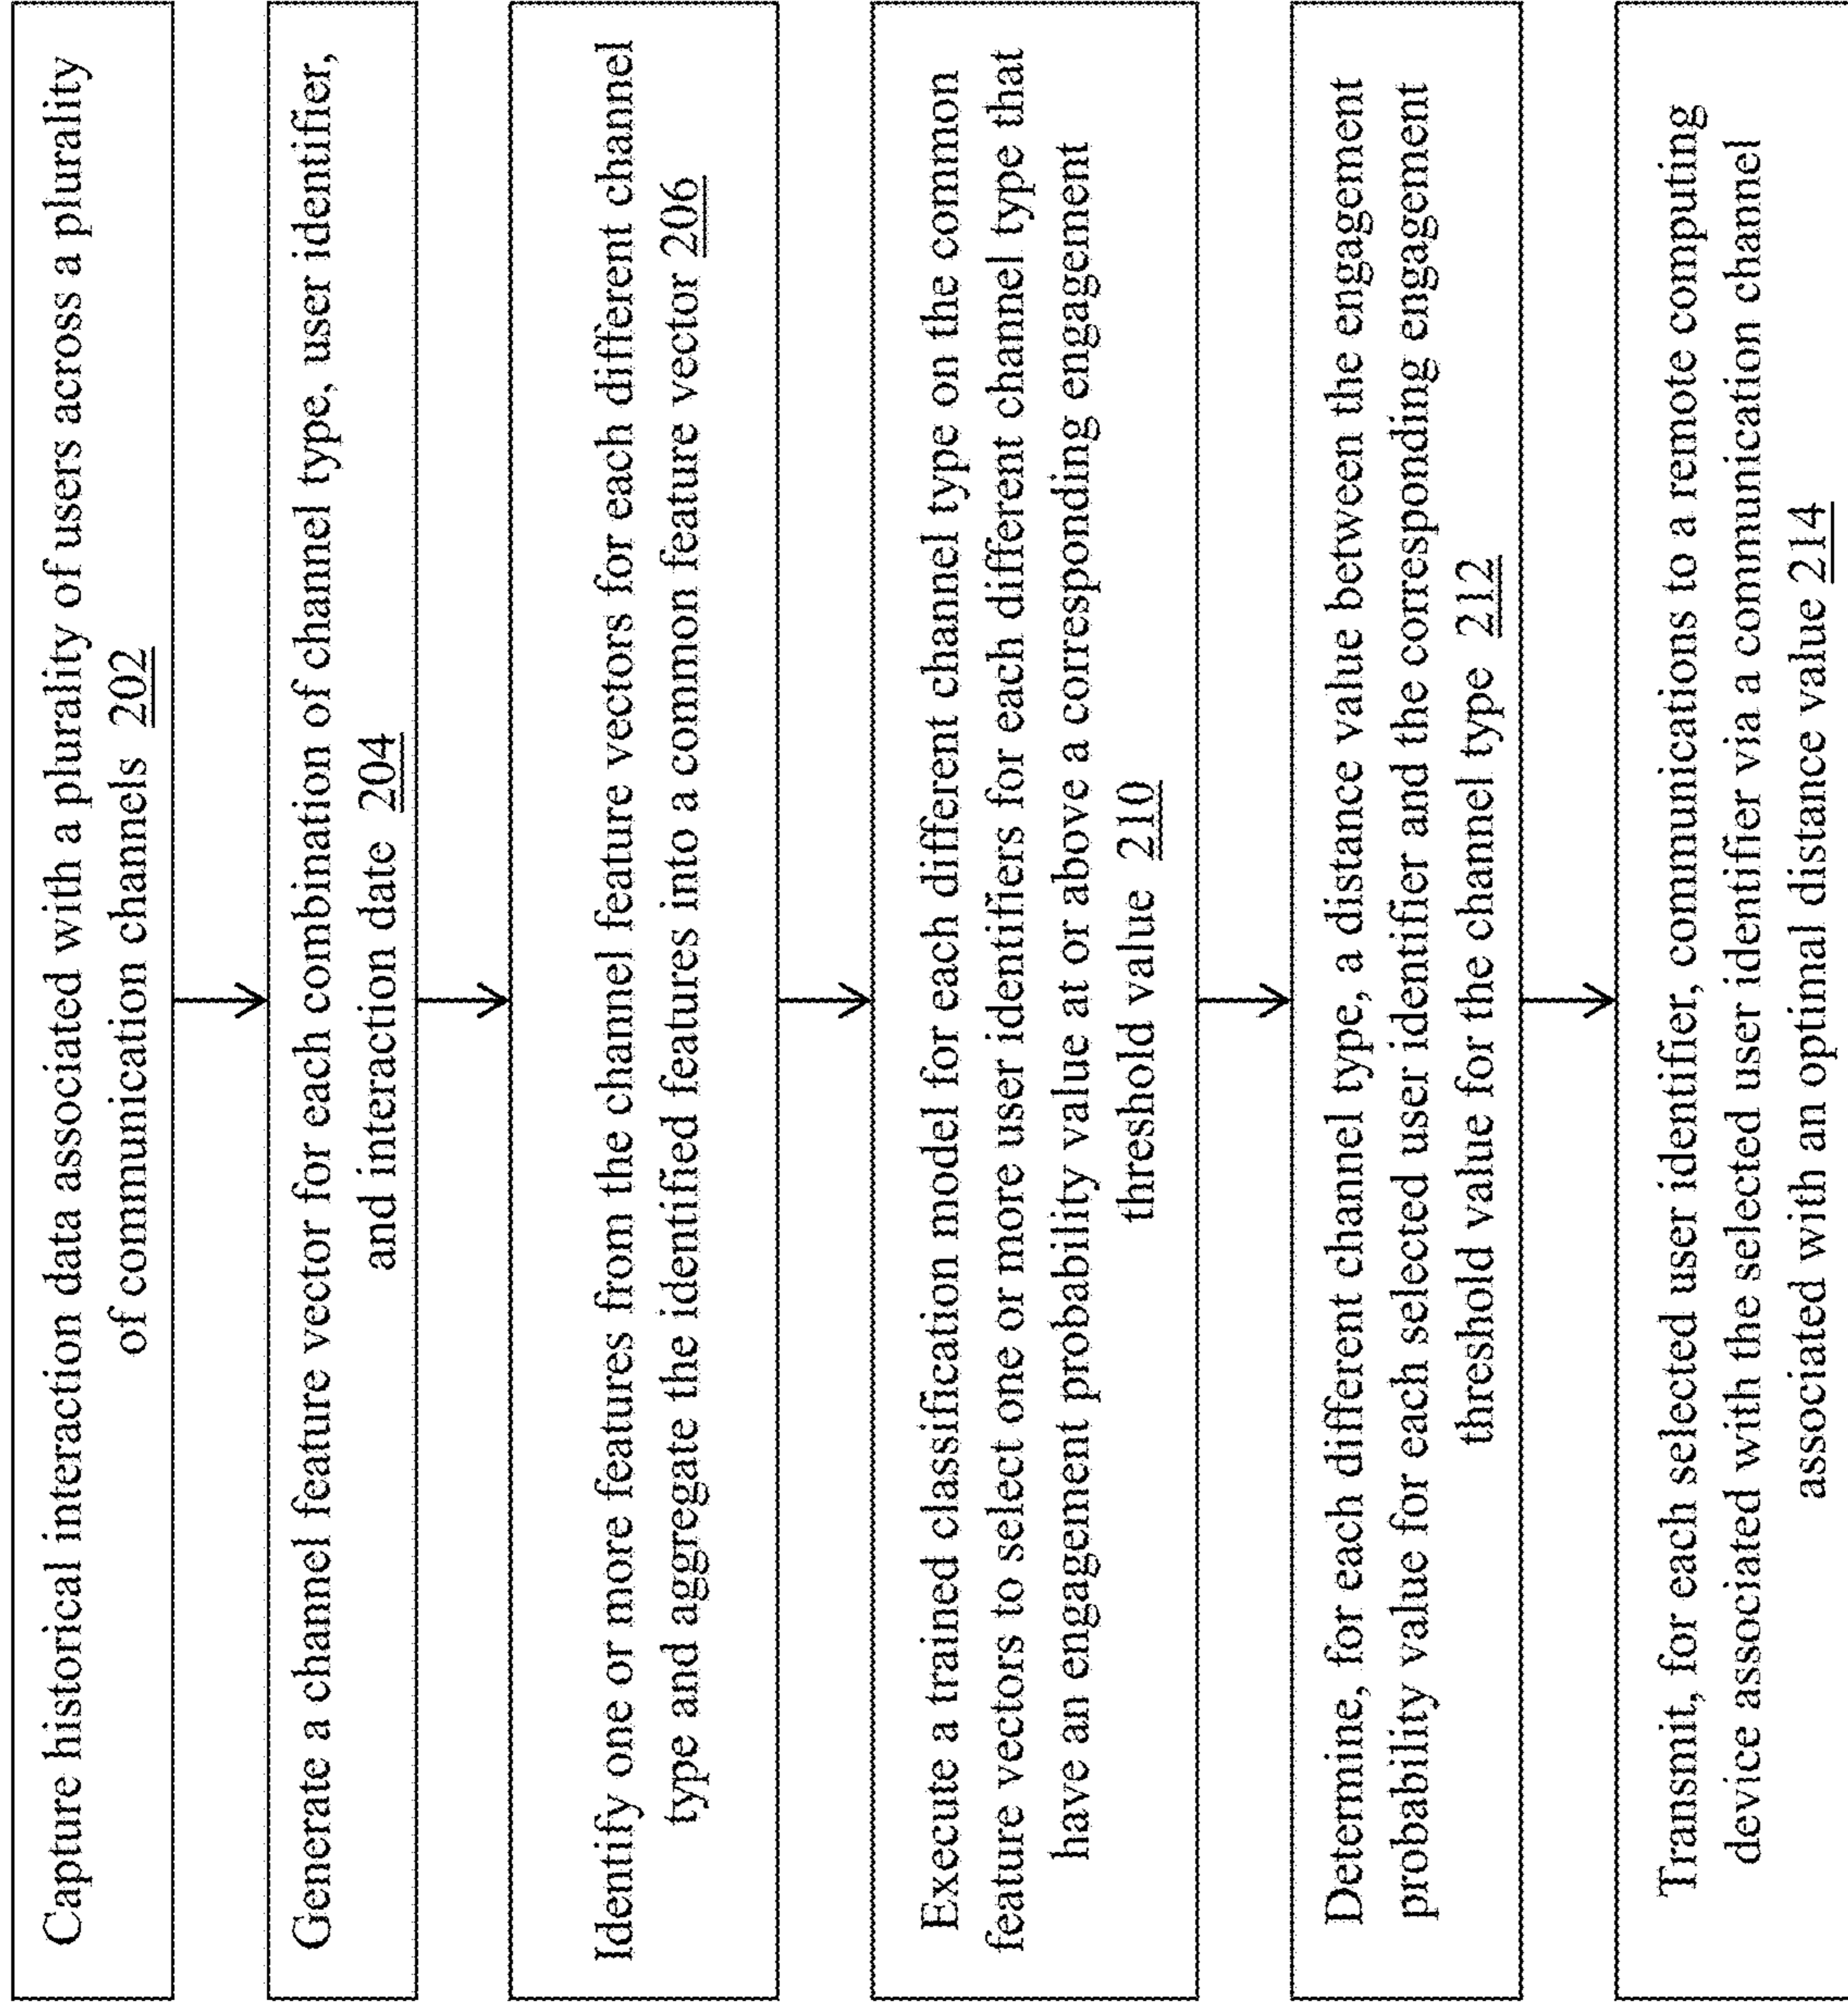 Capture historical interaction data associated with a plurality of users across a plurality
of communication channels 202
Generate a channel feature vector for each combination of channel type, user identifier,
and interaction date 204
Identify one or more features from the channel feature vectors for each different channel
type and aggregate the identified features into a common feature vector 206
Execute a trained classification model for each different channel type on the common
feature vectors to select one or more user identifiers for each different channel type that
have an engagement probability value at or above a corresponding engagement
threshold value 210
Determine, for each different channel type, a distance value between the engagement
probability value for each selected user identifier and the corresponding engagement
threshold value for the channel type 212
Transmit, for each selected user identifier, communications to a remote computing
device associated with the selected user identifier via a communication channel
associated with an optimal distance value 214